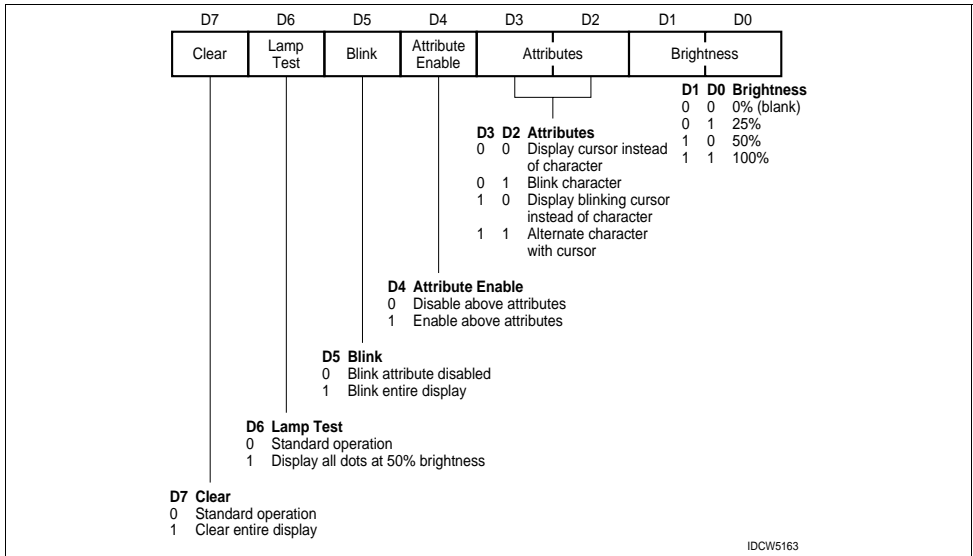 D7 D6 D5 D4 D3 D2 D1 D0
Clear Lamp Test Blink Attribute Enable Attributes Brightness
D1 D0 Brightness
0 0 0% (blank)
0 1 25%
1 0 50%
1 1 100%
D3 D2 Attributes
0 0 Display cursor instead
of character
0 1 Blink character
1 0 Display blinking cursor
instead of character
1 1 Alternate character
with cursor
D4 Attribute Enable
0 Disable above attributes
1 Enable above attributes
D5 Blink
0 Blink attribute disabled
1 Blink entire display
D6 Lamp Test
0 Standard operation
1 Display all dots at 50% brightness
D7 Clear
0 Standard operation
1 Clear entire display
IDCW5163